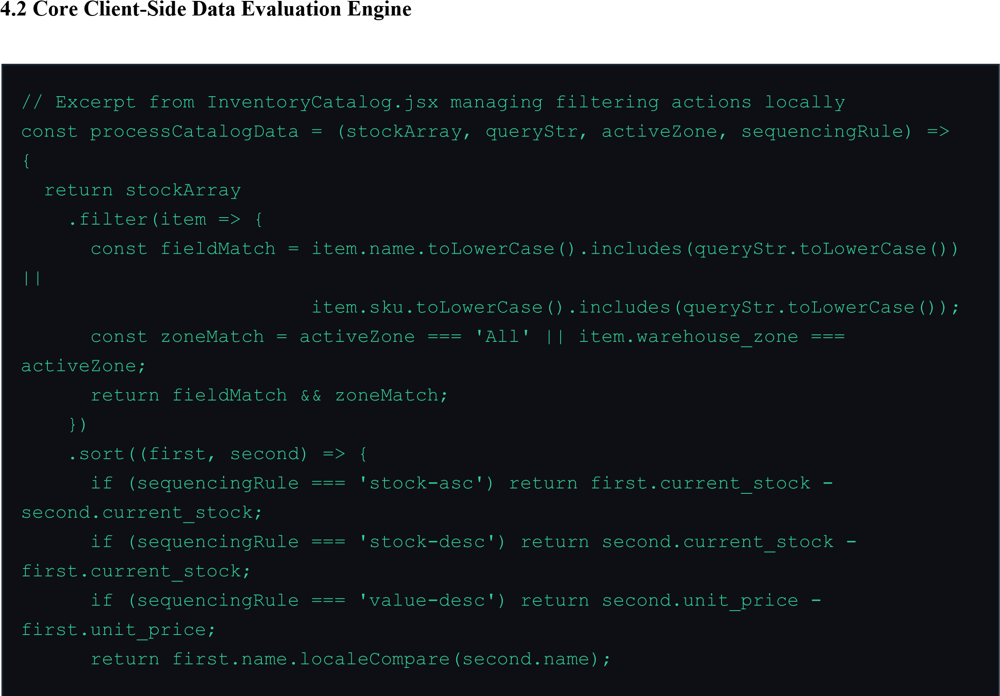 4.2 Core Client-Side Data Evaluation Engine
// Excerpt from InventoryCatalog.jsx managing filtering actions locally
const processCatalogData = (stockArray, queryStr, activeZone, sequencingRule) =>
{
  return stockArray
    .filter(item => {
      const fieldMatch = item.name.toLowerCase().includes(queryStr.toLowerCase())
||
                         item.sku.toLowerCase().includes(queryStr.toLowerCase());
      const zoneMatch = activeZone === 'All' || item.warehouse_zone ===
activeZone;
      return fieldMatch && zoneMatch;
    })
    .sort((first, second) => {
      if (sequencingRule === 'stock-asc') return first.current_stock -
second.current_stock;
      if (sequencingRule === 'stock-desc') return second.current_stock -
first.current_stock;
      if (sequencingRule === 'value-desc') return second.unit_price -
first.unit_price;
      return first.name.localeCompare(second.name);